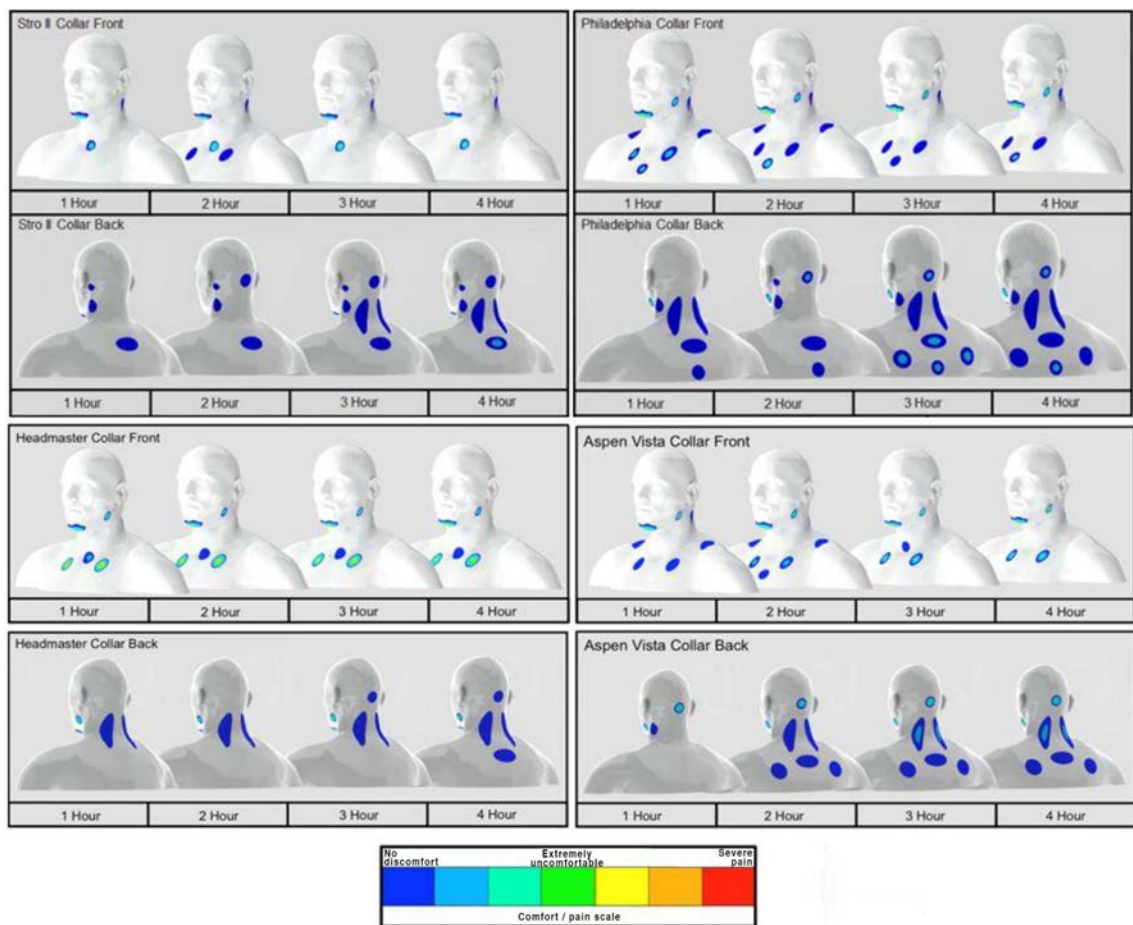 Stro II Collar Front
1 Hour
2 Hour
3 Hour
4 Hour
Philadelphia Collar Front
1 Hour
2 Hour
3 Hour
4 Hour
Stro II Collar Back
1 Hour
2 Hour
3 Hour
4 Hour
Philadelphia Collar Back
1 Hour
2 Hour
3 Hour
4 Hour
Headmaster Collar Front
1 Hour
2 Hour
3 Hour
4 Hour
Aspen Vista Collar Front
1 Hour
2 Hour
3 Hour
4 Hour
Headmaster Collar Back
1 Hour
2 Hour
3 Hour
4 Hour
Aspen Vista Collar Back
1 Hour
2 Hour
3 Hour
4 Hour
No discomfort
Extremely uncomfortable
Severe pain
Comfort / pain scale